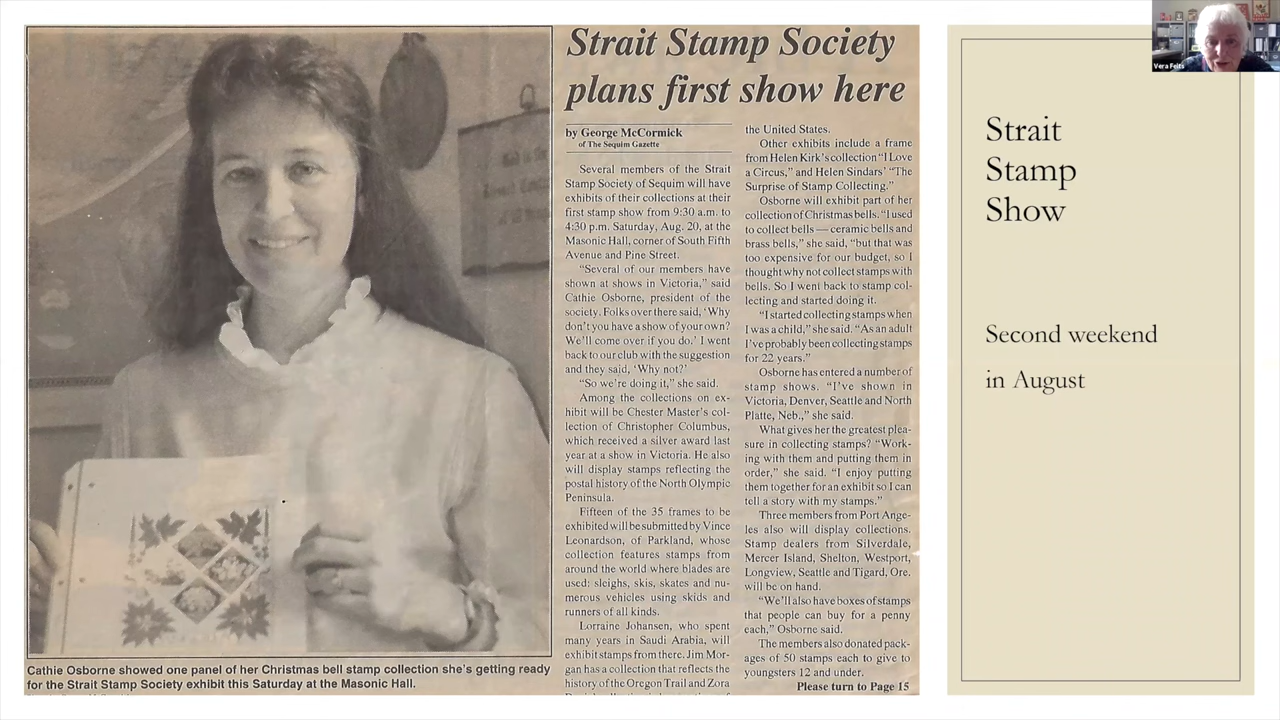 Strait Stamp Society
plans first show here
by George McCormick
of The Sequim Gazette
Several members of the Strait
Stamp Society of Sequim will have
exhibits of their collections at their
first stamp show from 9:30 a.m. to
4:30 p.m. Saturday, Aug. 20, at the
Masonic Hall, corner of South Fifth
Avenue and Pine Street.
"Several of our members have
shown at shows in Victoria," said
Cathie Osborne, president of the
society. Folks over there said, 'Why
don't you have a show of your own?
We'll come over if you do.' I went
back to our club with the suggestion
and they said, 'Why not?'
"So we're doing it," she said.
Among the collections on ex-
hibit will be Chester Master's col-
lection of Christopher Columbus,
which received a silver award last
year at a show in Victoria. He also
will display stamps reflecting the
postal history of the North Olympic
Peninsula.
Fifteen of the 35 frames to be
exhibited will be submitted by Vince
Leonardson, of Parkland, whose
collection features stamps from
around the world where blades are
used: sleighs, skis, skates and nu-
merous vehicles using skids and
runners of all kinds.
Lorraine Johansen, who spent
many years in Saudi Arabia, will
exhibit stamps from there. Jim Mor-
gan has a collection that reflects the
history of the Oregon Trail and Zora
the United States.
Other exhibits include a frame
from Helen Kirk's collection "I Love
a Circus," and Helen Sindars' "The
Surprise of Stamp Collecting."
Osborne will exhibit part of her
collection of Christmas bells. "I used
to collect bells — ceramic bells and
brass bells," she said, "but that was
too expensive for our budget, so I
thought why not collect stamps with
bells. So I went back to stamp col-
lecting and started doing it.
"I started collecting stamps when
I was a child," she said. "As an adult
I've probably been collecting stamps
for 22 years."
Osborne has entered a number of
stamp shows. "I've shown in
Victoria, Denver, Seattle and North
Platte, Neb.," she said.
What gives her the greatest plea-
sure in collecting stamps? "Work-
ing with them and putting them in
order," she said. "I enjoy putting
them together for an exhibit so I can
tell a story with my stamps."
Three members from Port Ange-
les also will display collections.
Stamp dealers from Silverdale,
Mercer Island, Shelton, Westport,
Longview, Seattle and Tigard, Ore.
will be on hand.
"We'll also have boxes of stamps
that people can buy for a penny
each," Osborne said.
The members also donated pack-
ages of 50 stamps each to give to
youngsters 12 and under.
Please turn to Page 15
Cathie Osborne showed one panel of her Christmas bell stamp collection she's getting ready
for the Strait Stamp Society exhibit this Saturday at the Masonic Hall.
Strait
Stamp
Show
Second weekend
in August
Vera Felts